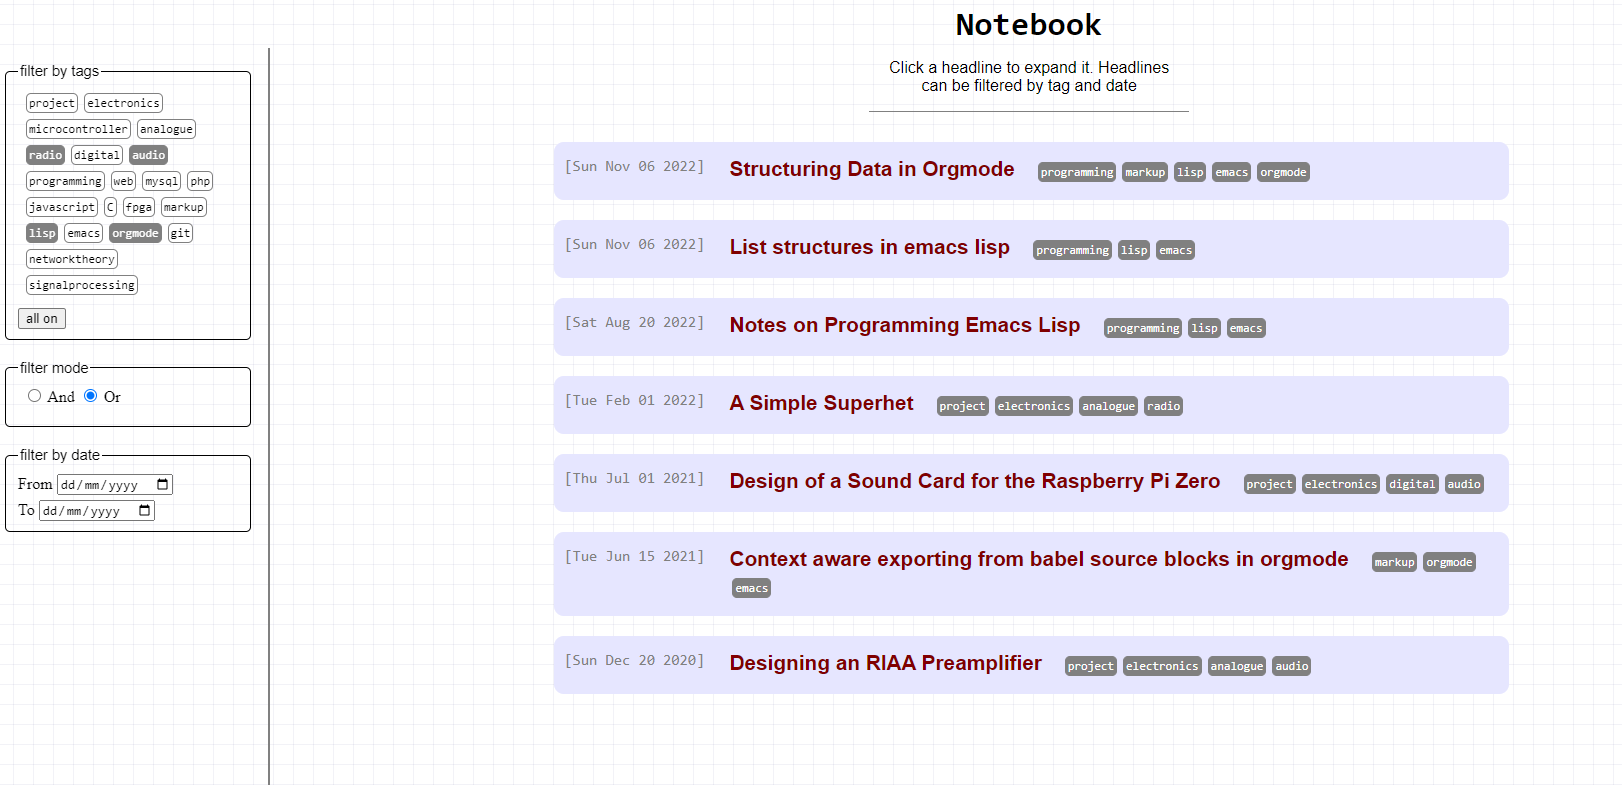 Notebook
Click a headline to expand it. Headlines
can be filtered by tag and date
filter by tags
project electronics
microcontroller analogue
radio digital audio
programming web mysql php
javascript C fpga markup
lisp emacs orgmode git
networktheory
signalprocessing
all on
filter mode
And Or
filter by date
From dd/mm/yyyy
To dd/mm/yyyy
[Sun Nov 06 2022] Structuring Data in Orgmode programming markup lisp emacs orgmode
[Sun Nov 06 2022] List structures in emacs lisp programming lisp emacs
[Sat Aug 20 2022] Notes on Programming Emacs Lisp programming lisp emacs
[Tue Feb 01 2022] A Simple Superhet project electronics analogue radio
[Thu Jul 01 2021] Design of a Sound Card for the Raspberry Pi Zero project electronics digital audio
[Tue Jun 15 2021] Context aware exporting from babel source blocks in orgmode markup orgmode
emacs
[Sun Dec 20 2020] Designing an RIAA Preamplifier project electronics analogue audio